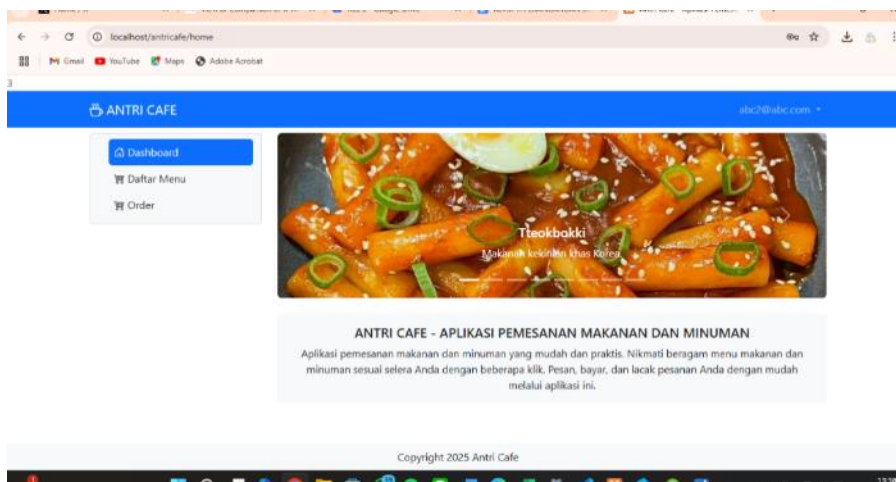 localhost/antricafe/home
Gmail YouTube Maps Adobe Acrobat
3
ANTRI CAFE abc2@abc.com
Dashboard
Daftar Menu
Order
Tteokbokki
Makanan kekinian khas Korea
ANTRI CAFE - APLIKASI PEMESANAN MAKANAN DAN MINUMAN
Aplikasi pemesanan makanan dan minuman yang mudah dan praktis. Nikmati beragam menu makanan dan
minuman sesuai selera Anda dengan beberapa klik. Pesan, bayar, dan lacak pesanan Anda dengan mudah
melalui aplikasi ini.
Copyright 2025 Antri Cafe